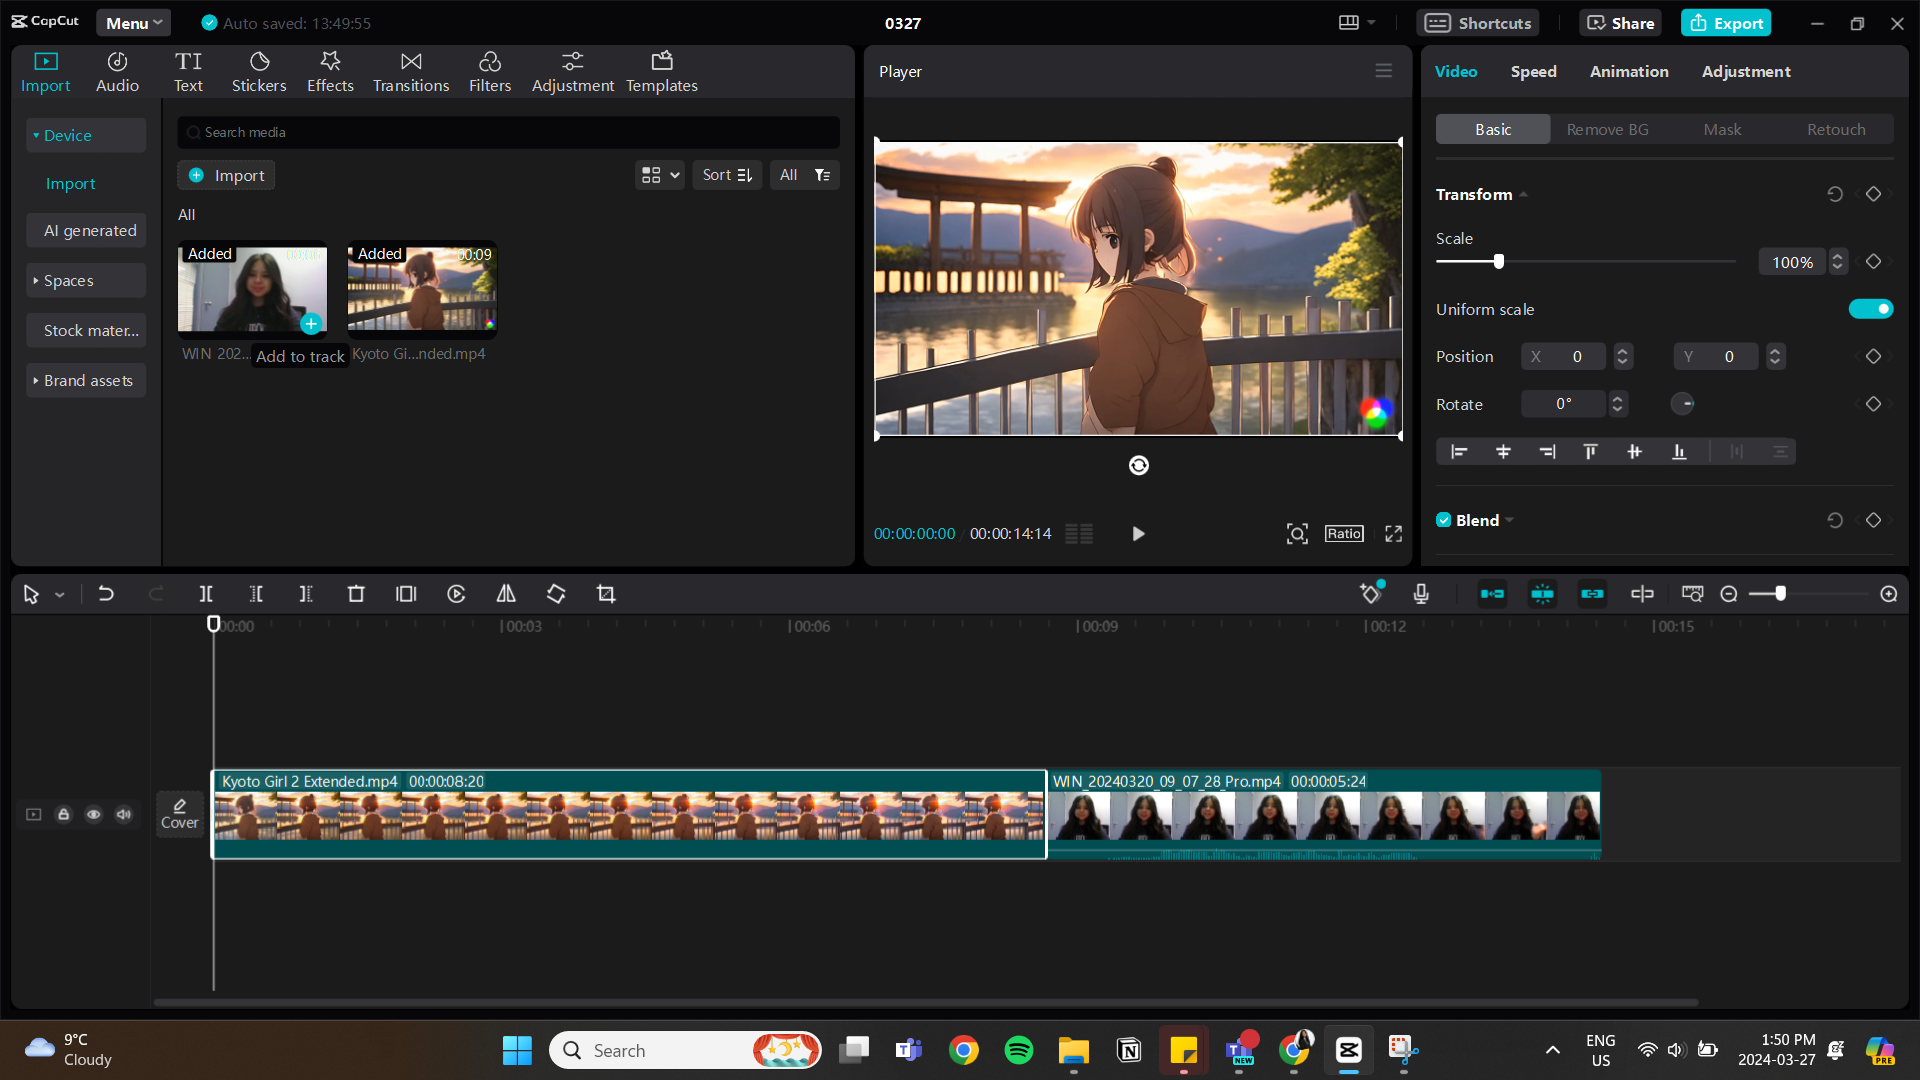 CapCut
Menu
Auto saved: 13:49:55
0327
Shortcuts
Share
Export
Import
Audio
Text
Stickers
Effects
Transitions
Filters
Adjustment
Templates
Device
Import
AI generated
Spaces
Stock mater...
Brand assets
Search media
Import
Sort
All
All
Added
Added
00:09
WIN 202...
Add to track
Kyoto Gi...nded.mp4
Player
00:00:00:00
00:00:14:14
Ratio
Video
Speed
Animation
Adjustment
Basic
Remove BG
Mask
Retouch
Transform
Scale
100%
Uniform scale
Position
X 0
Y 0
Rotate
0°
Blend
00:00
00:03
00:06
00:09
00:12
00:15
Cover
Kyoto Girl 2 Extended.mp4 00:00:08:20
WIN_20240320_09_07_28 Pro.mp4 00:00:05:24
9°C
Cloudy
Search
NEW
ENG
US
1:50 PM
2024-03-27
PRE